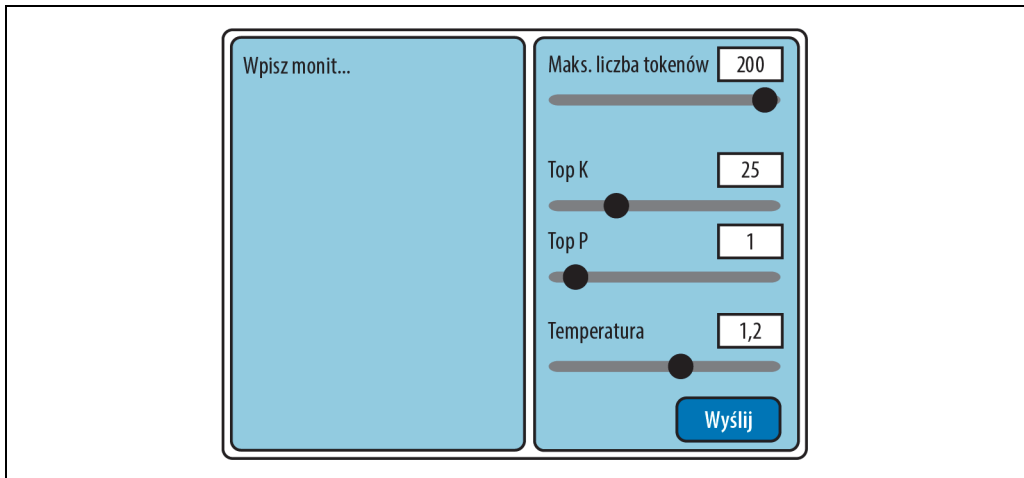 Wpisz monit...
Maks. liczba tokenów 200
Top K 25
Top P 1
Temperatura 1,2
Wyślij